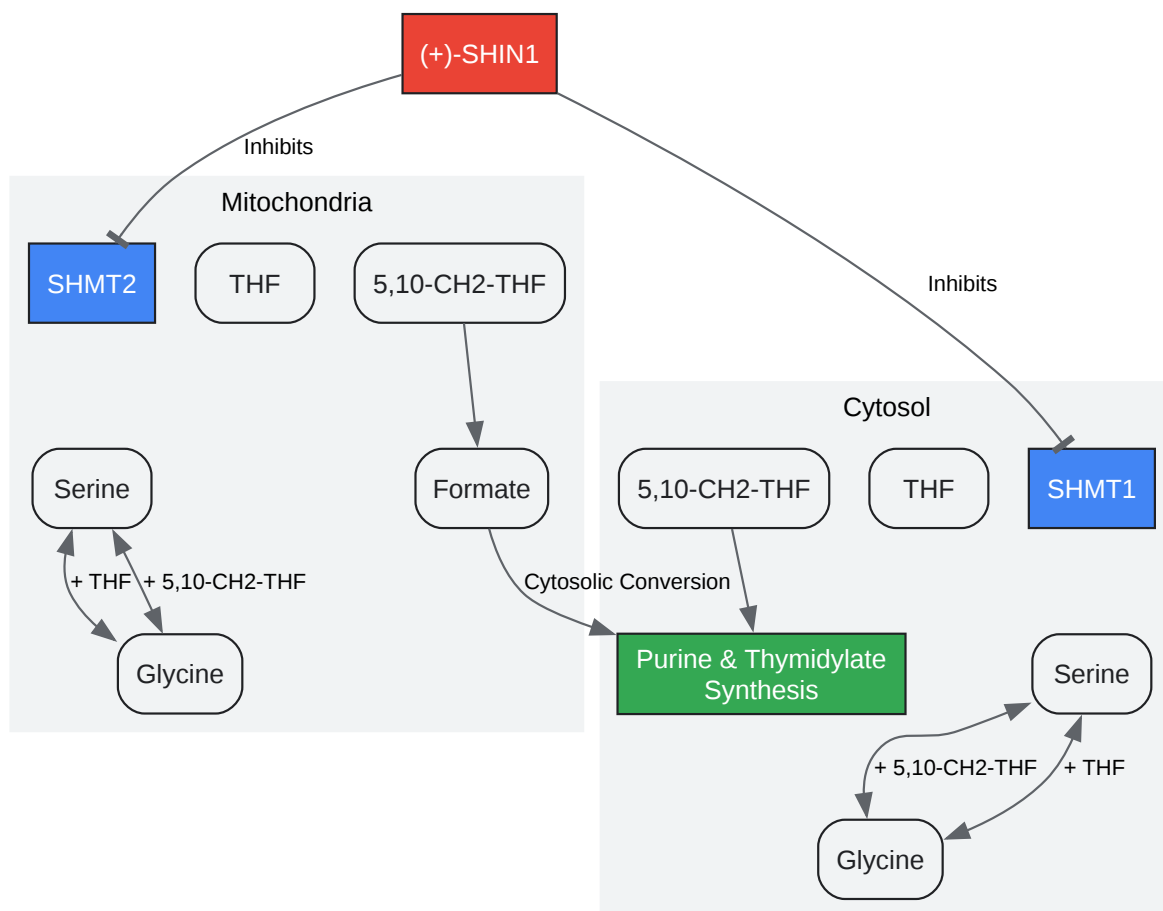 (+)-SHIN1
Inhibits
Mitochondria
SHMT2
THF
5,10-CH2-THF
Inhibits
Cytosol
Serine
Formate
5,10-CH2-THF
THF
SHMT1
+ THF
+ 5,10-CH2-THF
Cytosolic Conversion
Glycine
Purine & Thymidylate
Synthesis
Serine
+ 5,10-CH2-THF
+ THF
Glycine